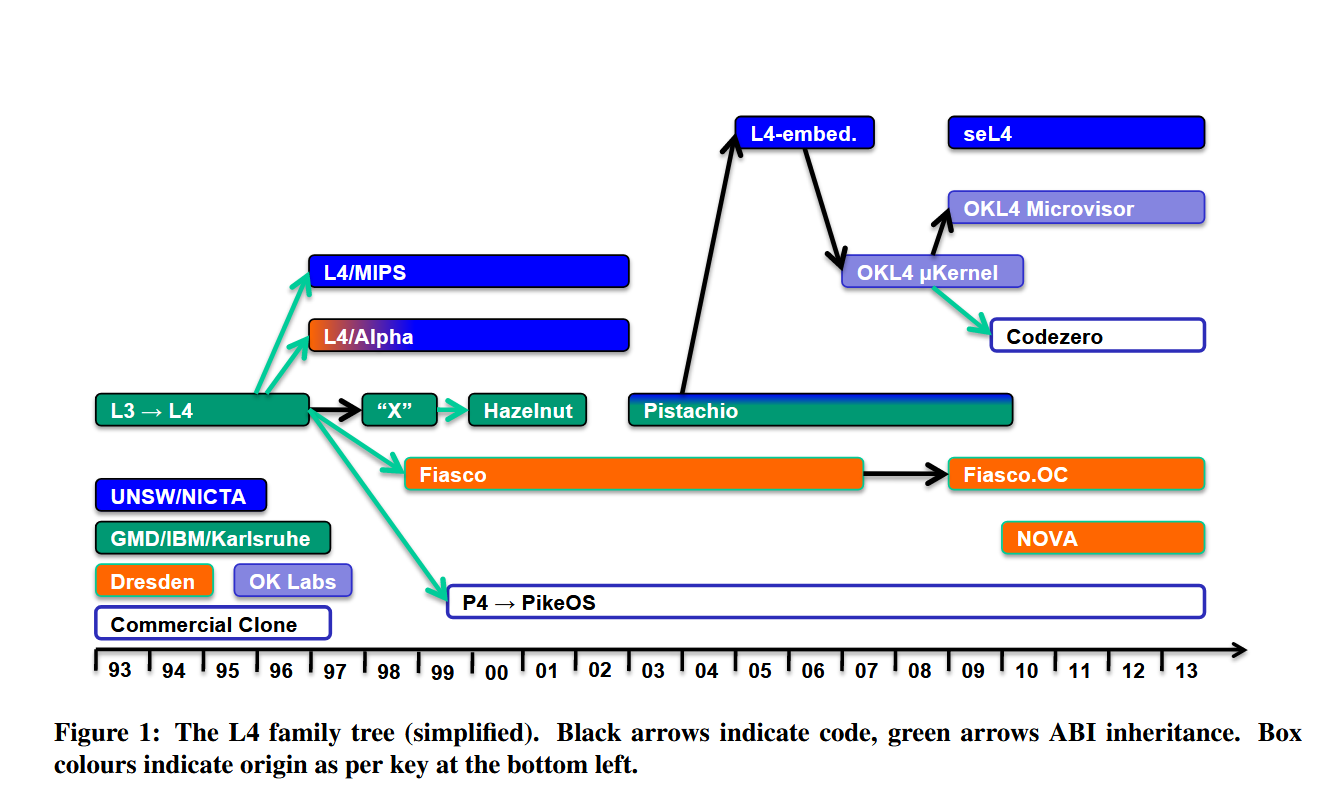 L4-embed.
seL4
OKL4 Microvisor
L4/MIPS
OKL4 µKernel
L4/Alpha
Codezero
L3 → L4
“X”
Hazelnut
Pistachio
Fiasco
Fiasco.OC
UNSW/NICTA
GMD/IBM/Karlsruhe
NOVA
Dresden
OK Labs
P4 → PikeOS
Commercial Clone
93 94 95 96 97 98 99 00 01 02 03 04 05 06 07 08 09 10 11 12 13
Figure 1: The L4 family tree (simplified). Black arrows indicate code, green arrows ABI inheritance. Box
colours indicate origin as per key at the bottom left.